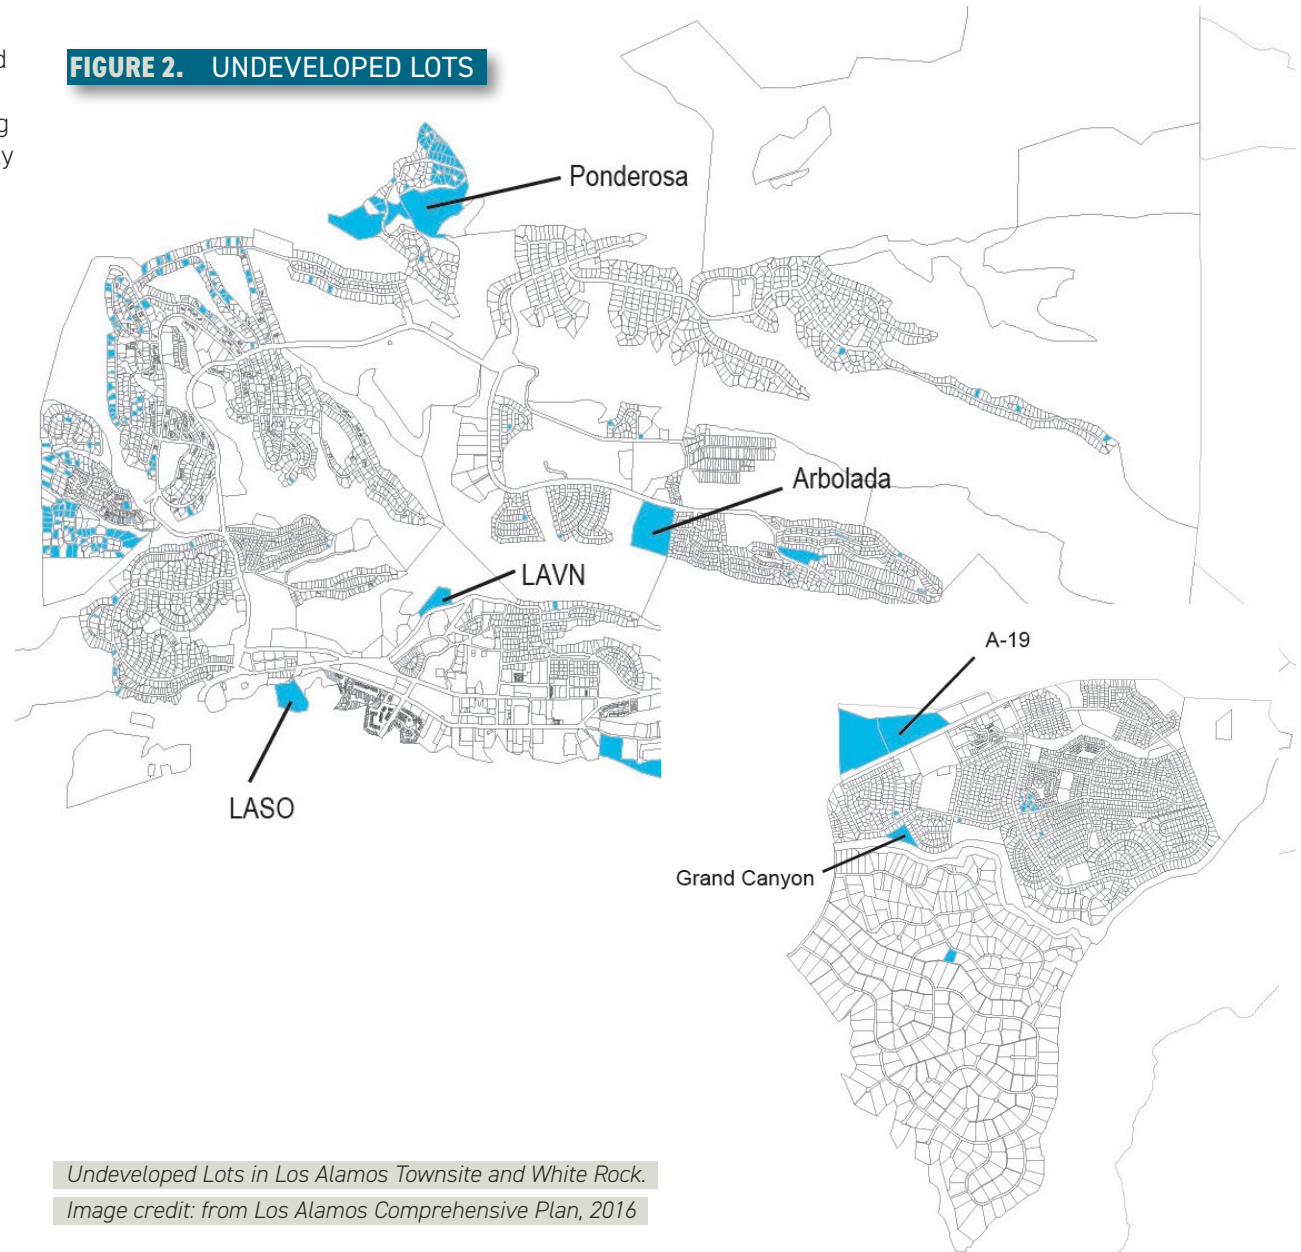 d
g
y
FIGURE 2. UNDEVELOPED LOTS
Ponderosa
Arbolada
LAVN
A-19
LASO
Grand Canyon
Undeveloped Lots in Los Alamos Townsite and White Rock.
Image credit: from Los Alamos Comprehensive Plan, 2016